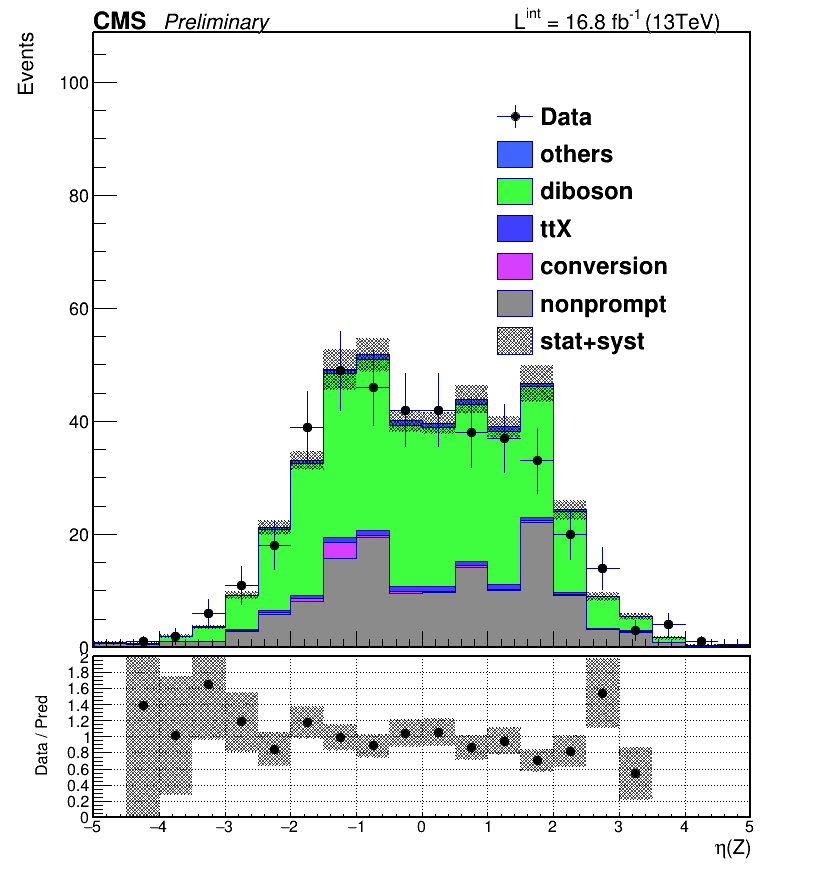 CMS Preliminary L^int = 16.8 fb^-1 (13TeV)
Events
100
80
60
40
20
0
Data
others
diboson
ttX
conversion
nonprompt
stat+syst
Data / Pred
2
1.8
1.6
1.4
1.2
1
0.8
0.6
0.4
0.2
0
−5 −4 −3 −2 −1 0 1 2 3 4 5
η(Z)